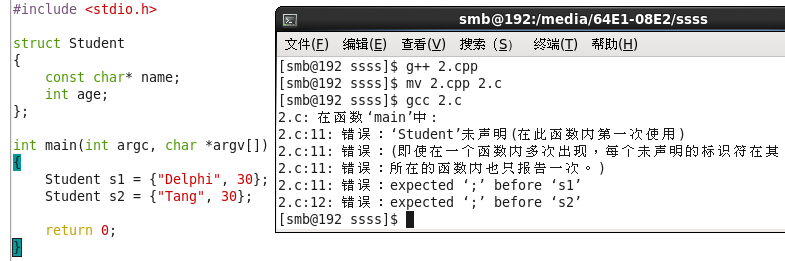 #include <stdio.h>
struct Student
{
    const char* name;
    int age;
};
int main(int argc, char *argv[])
{
    Student s1 = {"Delphi", 30};
    Student s2 = {"Tang", 30};
    return 0;
}
smb@192:/media/64E1-08E2/ssss
文件(F) 编辑(E) 查看(V) 搜索 (S) 终端(T) 帮助(H)
[smb@192 ssss]$ g++ 2.cpp
[smb@192 ssss]$ mv 2.cpp 2.c
[smb@192 ssss]$ gcc 2.c
2.c: 在函数‘main’中：
2.c:11: 错误：‘Student’未声明(在此函数内第一次使用)
2.c:11: 错误：(即使在一个函数内多次出现，每个未声明的标识符在其
2.c:11: 错误：所在的函数内也只报告一次。)
2.c:11: 错误：expected ‘;’ before ‘s1’
2.c:12: 错误：expected ‘;’ before ‘s2’
[smb@192 ssss]$